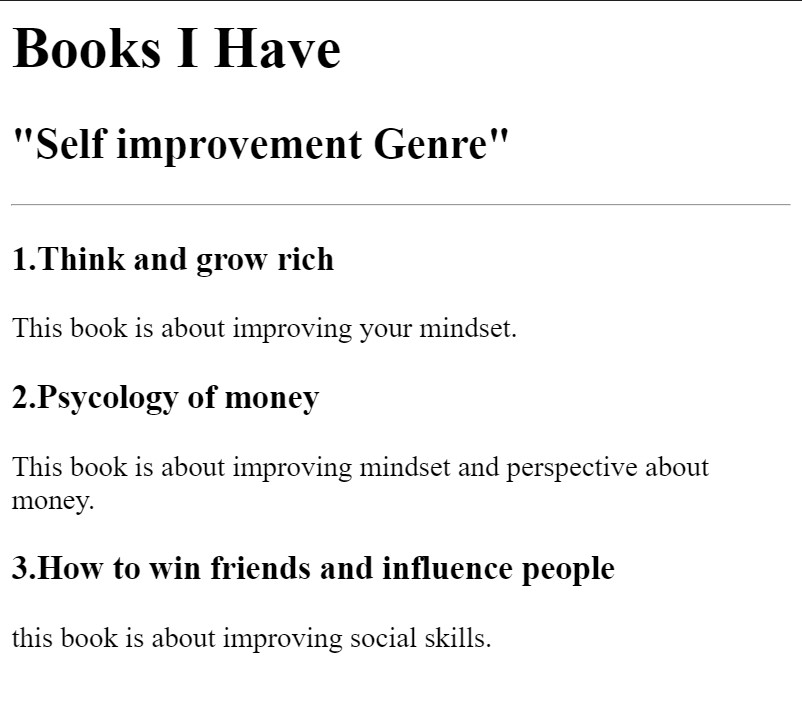 Books I Have
"Self improvement Genre"
1.Think and grow rich
This book is about improving your mindset.
2.Psycology of money
This book is about improving mindset and perspective about
money.
3.How to win friends and influence people
this book is about improving social skills.